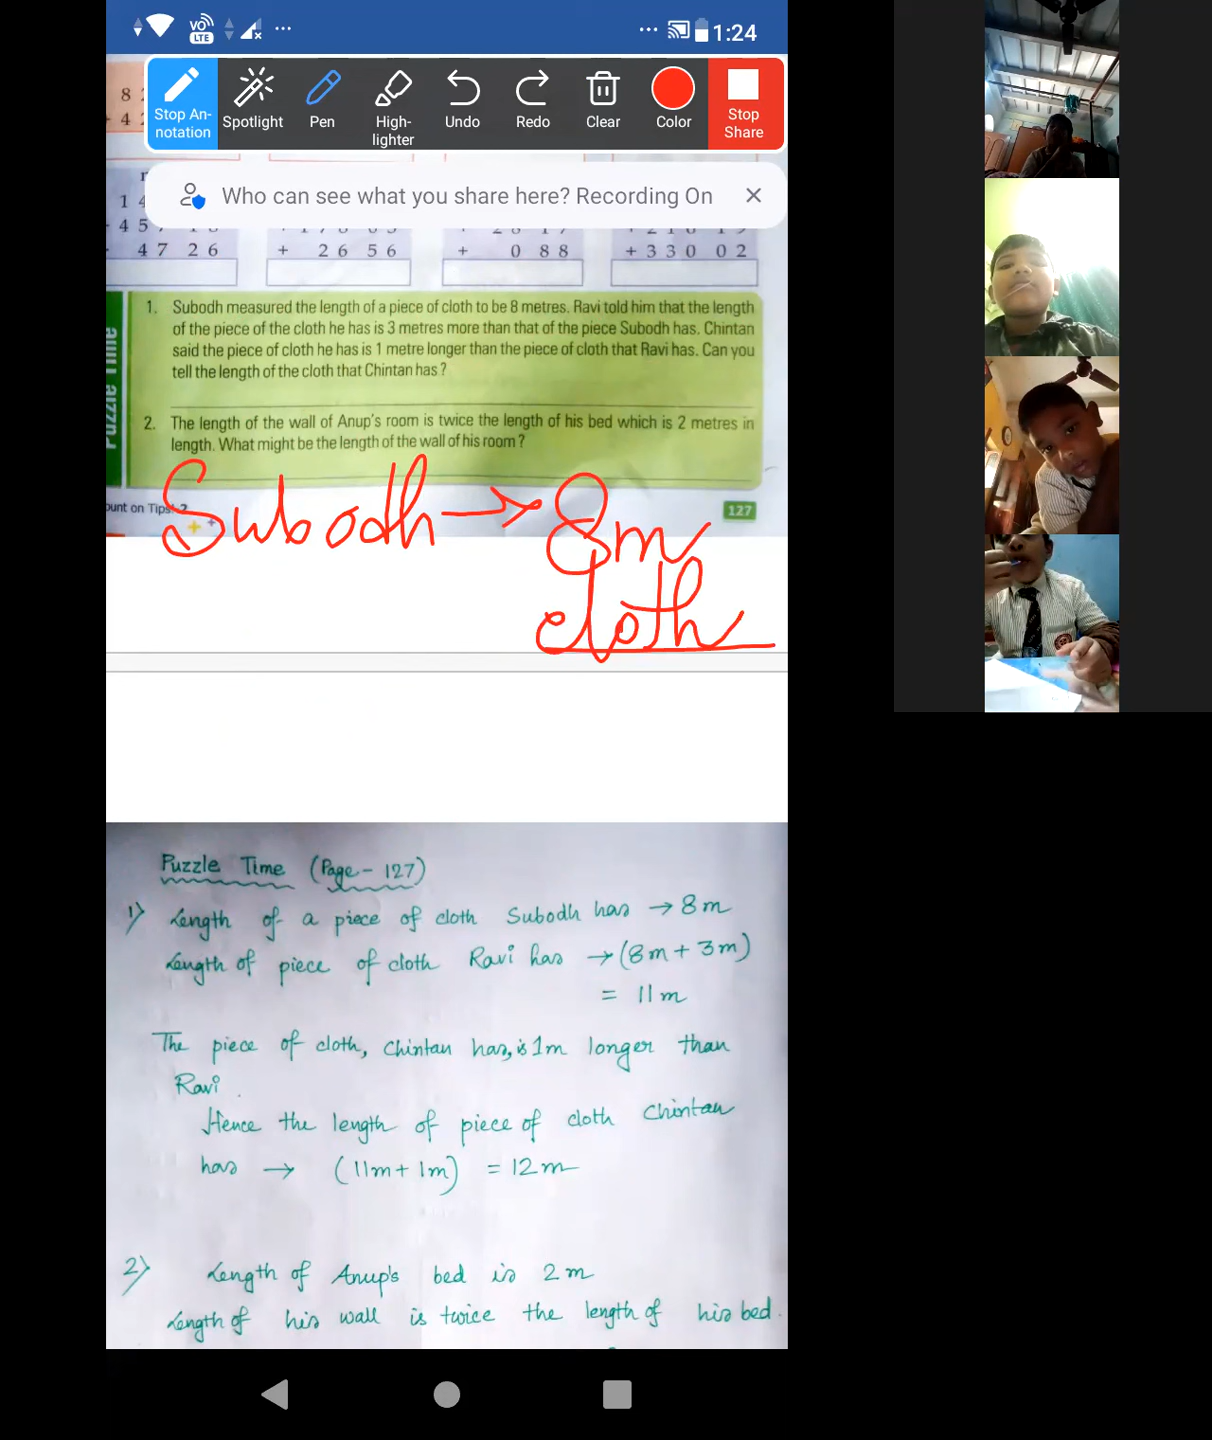 VO))
LTE
1:24
Stop An-
notation
Spotlight
Pen
High-
lighter
Undo
Redo
Clear
Color
Stop
Share
Who can see what you share here? Recording On
4 7 2 6
+ 2 6 5 6
+ 0 8 8
+ 3 3 0 0 2
Puzzle Time
1. Subodh measured the length of a piece of cloth to be 8 metres. Ravi told him that the length
of the piece of the cloth he has is 3 metres more than that of the piece Subodh has. Chintan
said the piece of cloth he has is 1 metre longer than the piece of cloth that Ravi has. Can you
tell the length of the cloth that Chintan has?
2. The length of the wall of Anup's room is twice the length of his bed which is 2 metres in
length. What might be the length of the wall of his room?
Subodh → 8m
cloth
ount on Tips-2
127
Puzzle Time (Page- 127)
1) Length of a piece of cloth Subodh has → 8m
Length of piece of cloth Ravi has → (8m + 3m)
= 11m
The piece of cloth, Chintan has, is 1m longer than
Ravi.
Hence the length of piece of cloth Chintan
has → (11m + 1m) = 12m
2) Length of Anup's bed is 2m
Length of his wall is twice the length of his bed.